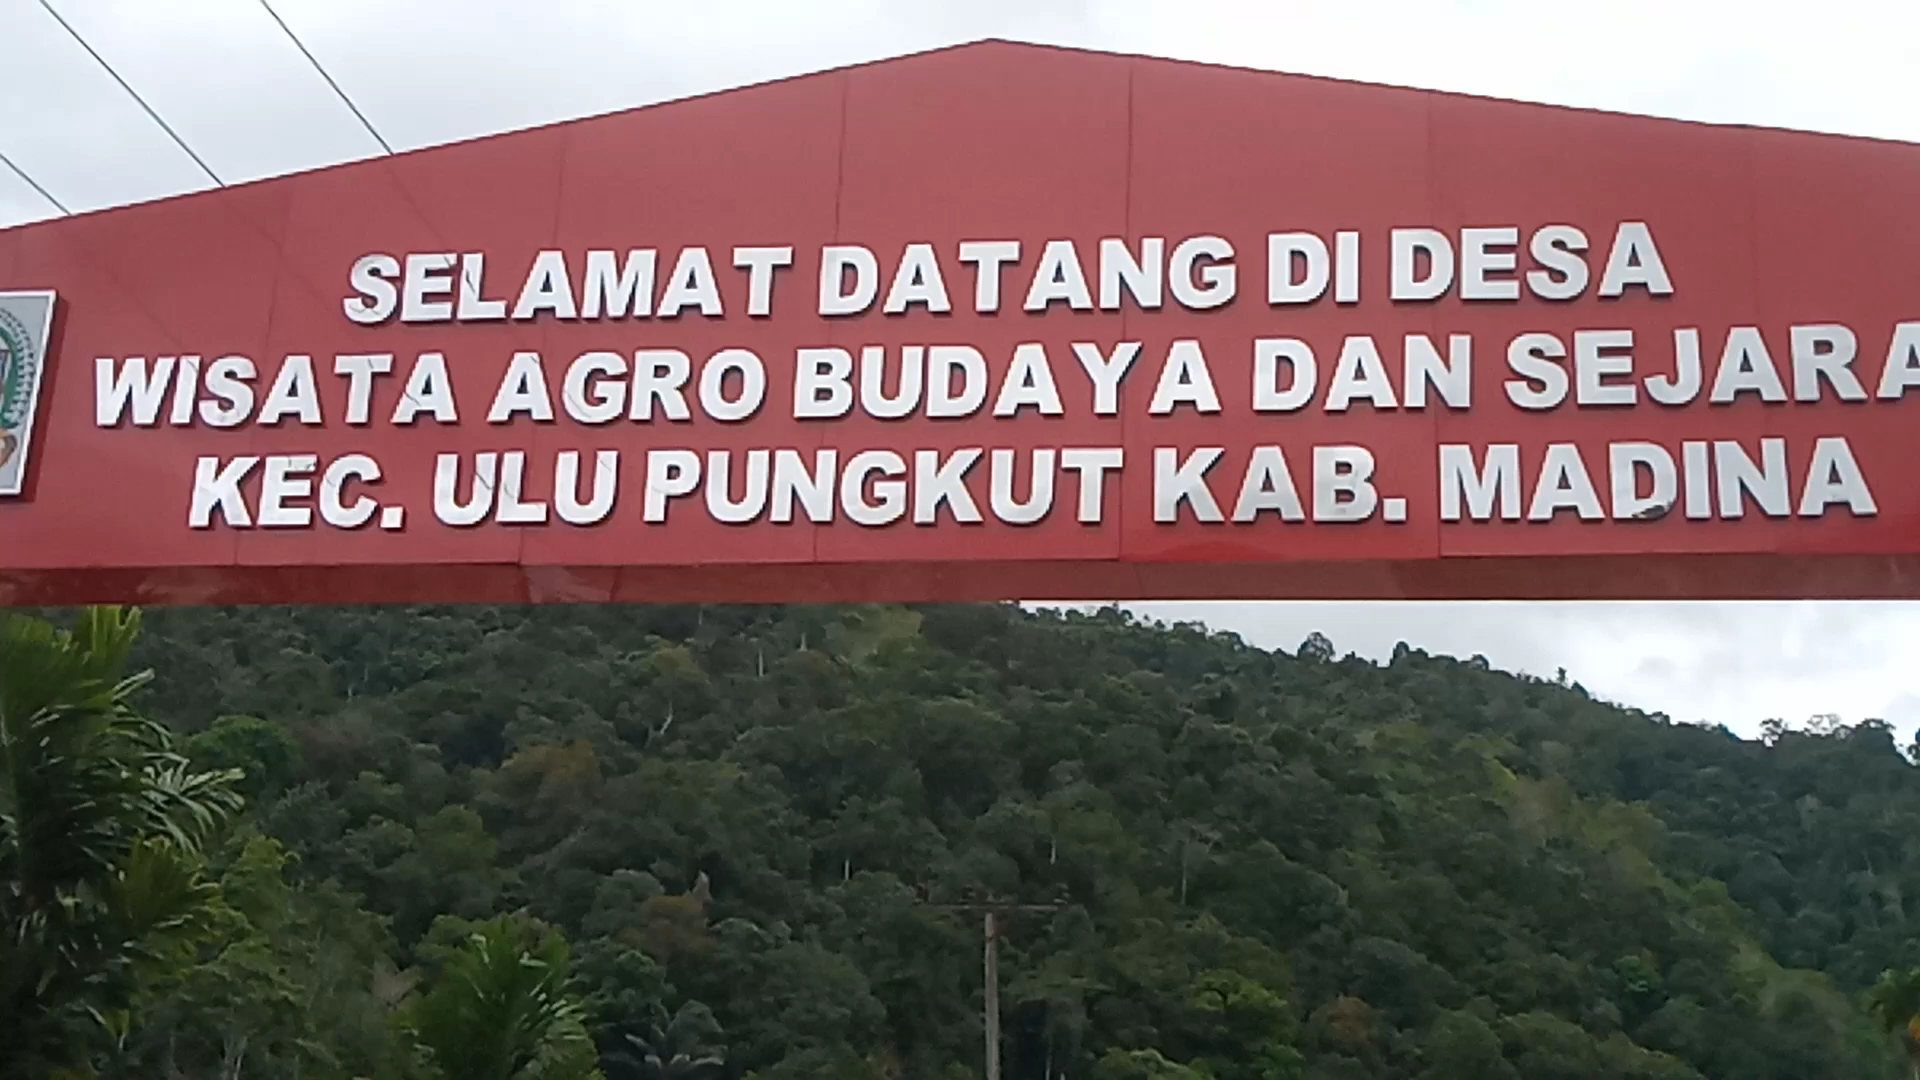 SELAMAT DATANG DI DESA
WISATA AGRO BUDAYA DAN SEJARA
KEC. ULU PUNGKUT KAB. MADINA